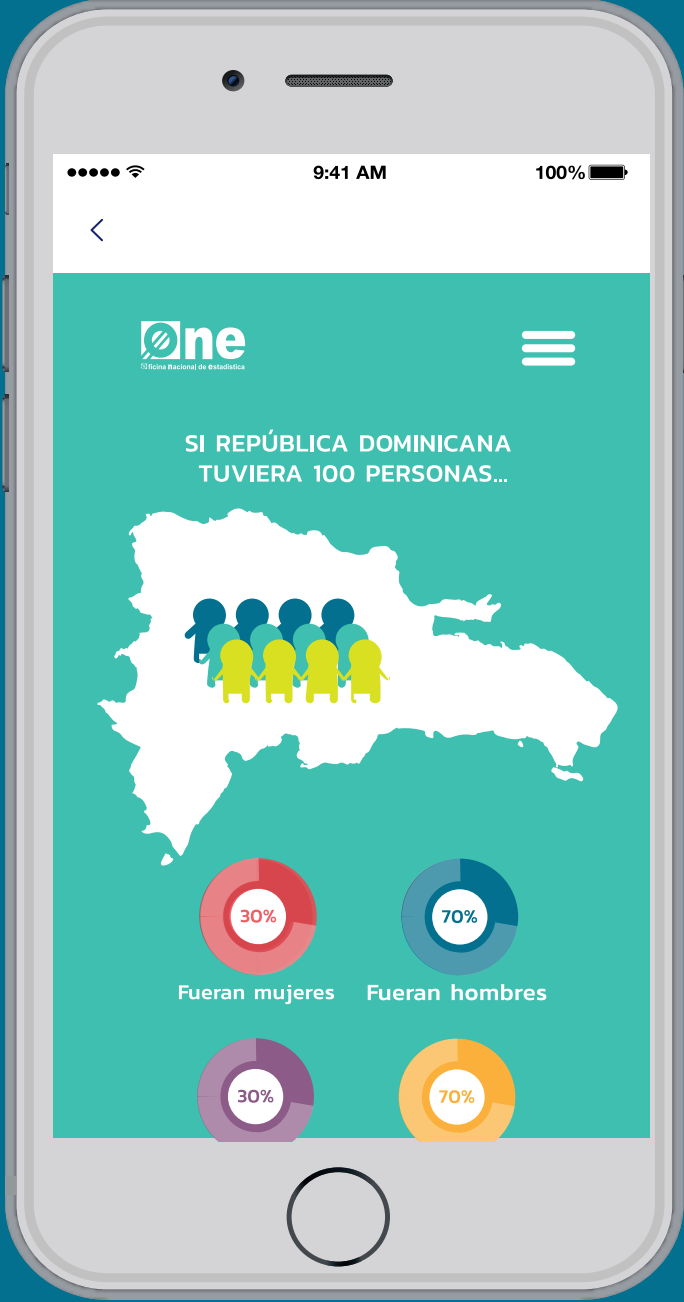 9:41 AM
100%
One
Oficina Nacional de estadística
SI REPÚBLICA DOMINICANA
TUVIERA 100 PERSONAS...
30%
70%
Fueran mujeres
Fueran hombres
30%
70%